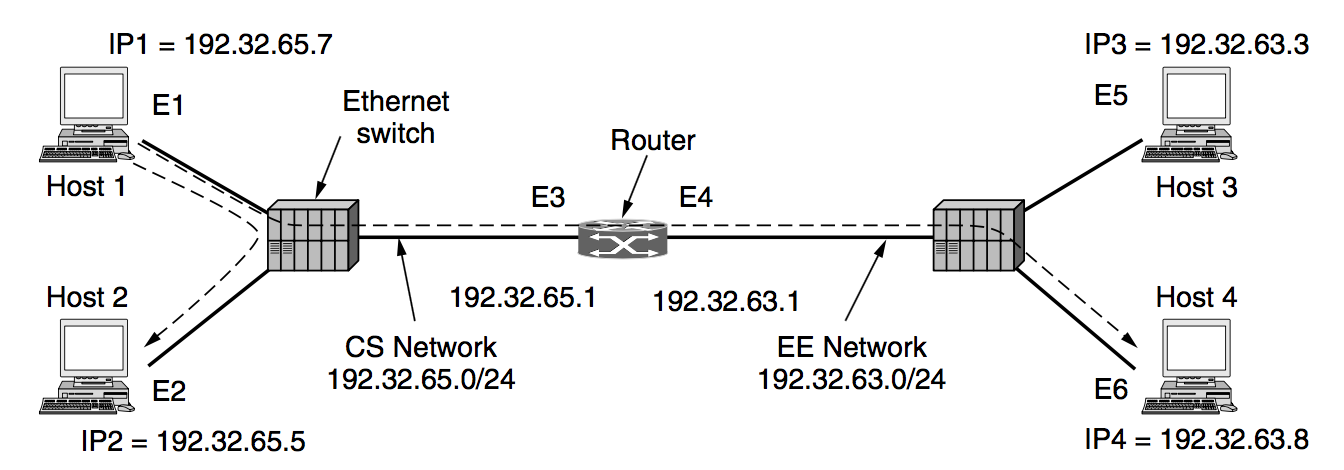 IP1 = 192.32.65.7
E1
Host 1
Ethernet
switch
Router
E3
E4
IP3 = 192.32.63.3
E5
Host 3
Host 2
E2
IP2 = 192.32.65.5
192.32.65.1
192.32.63.1
CS Network
192.32.65.0/24
EE Network
192.32.63.0/24
Host 4
E6
IP4 = 192.32.63.8